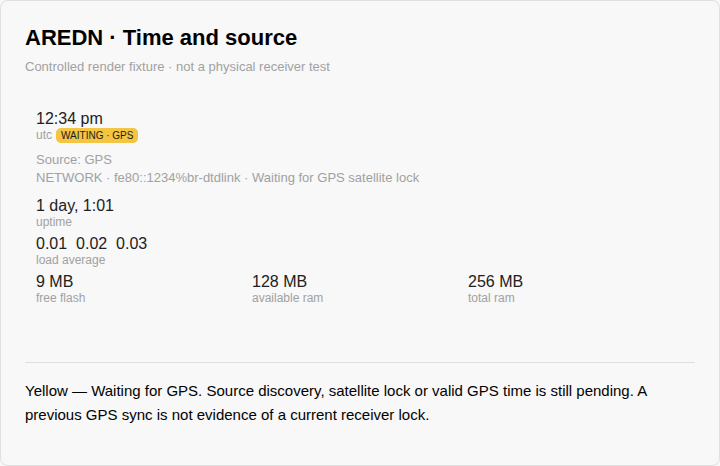 AREDN · Time and source
Controlled render fixture · not a physical receiver test
12:34 pm
utc WAITING · GPS
Source: GPS
NETWORK · fe80::1234%br-dtdlink · Waiting for GPS satellite lock
1 day, 1:01
uptime
0.01 0.02 0.03
load average
9 MB 128 MB 256 MB
free flash available ram total ram
Yellow — Waiting for GPS. Source discovery, satellite lock or valid GPS time is still pending. A
previous GPS sync is not evidence of a current receiver lock.